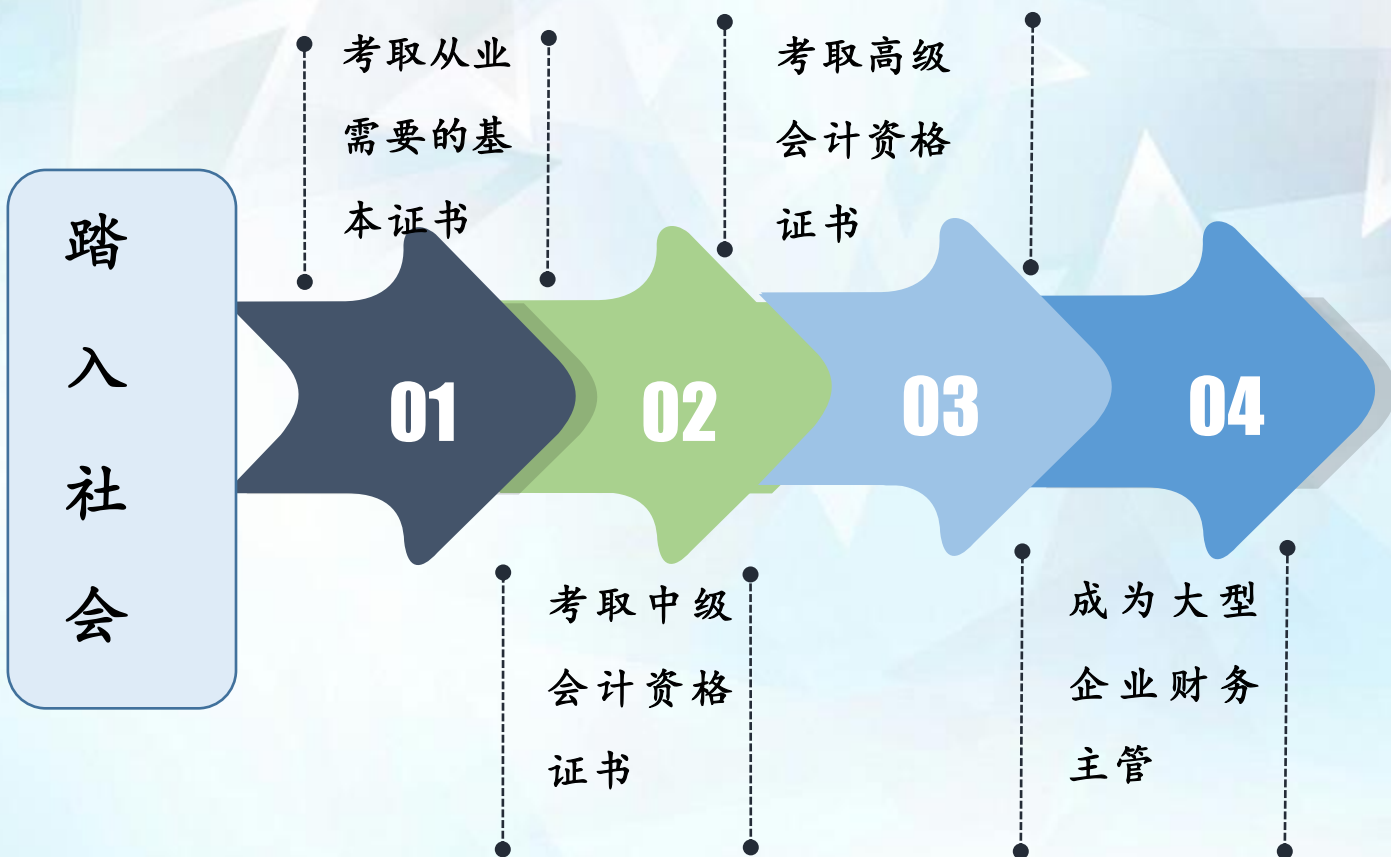 踏
入
社
会
考取从业
需要的基
本证书
01
考取中级
会计资格
证书
02
考取高级
会计资格
证书
03
成为大型
企业财务
主管
04